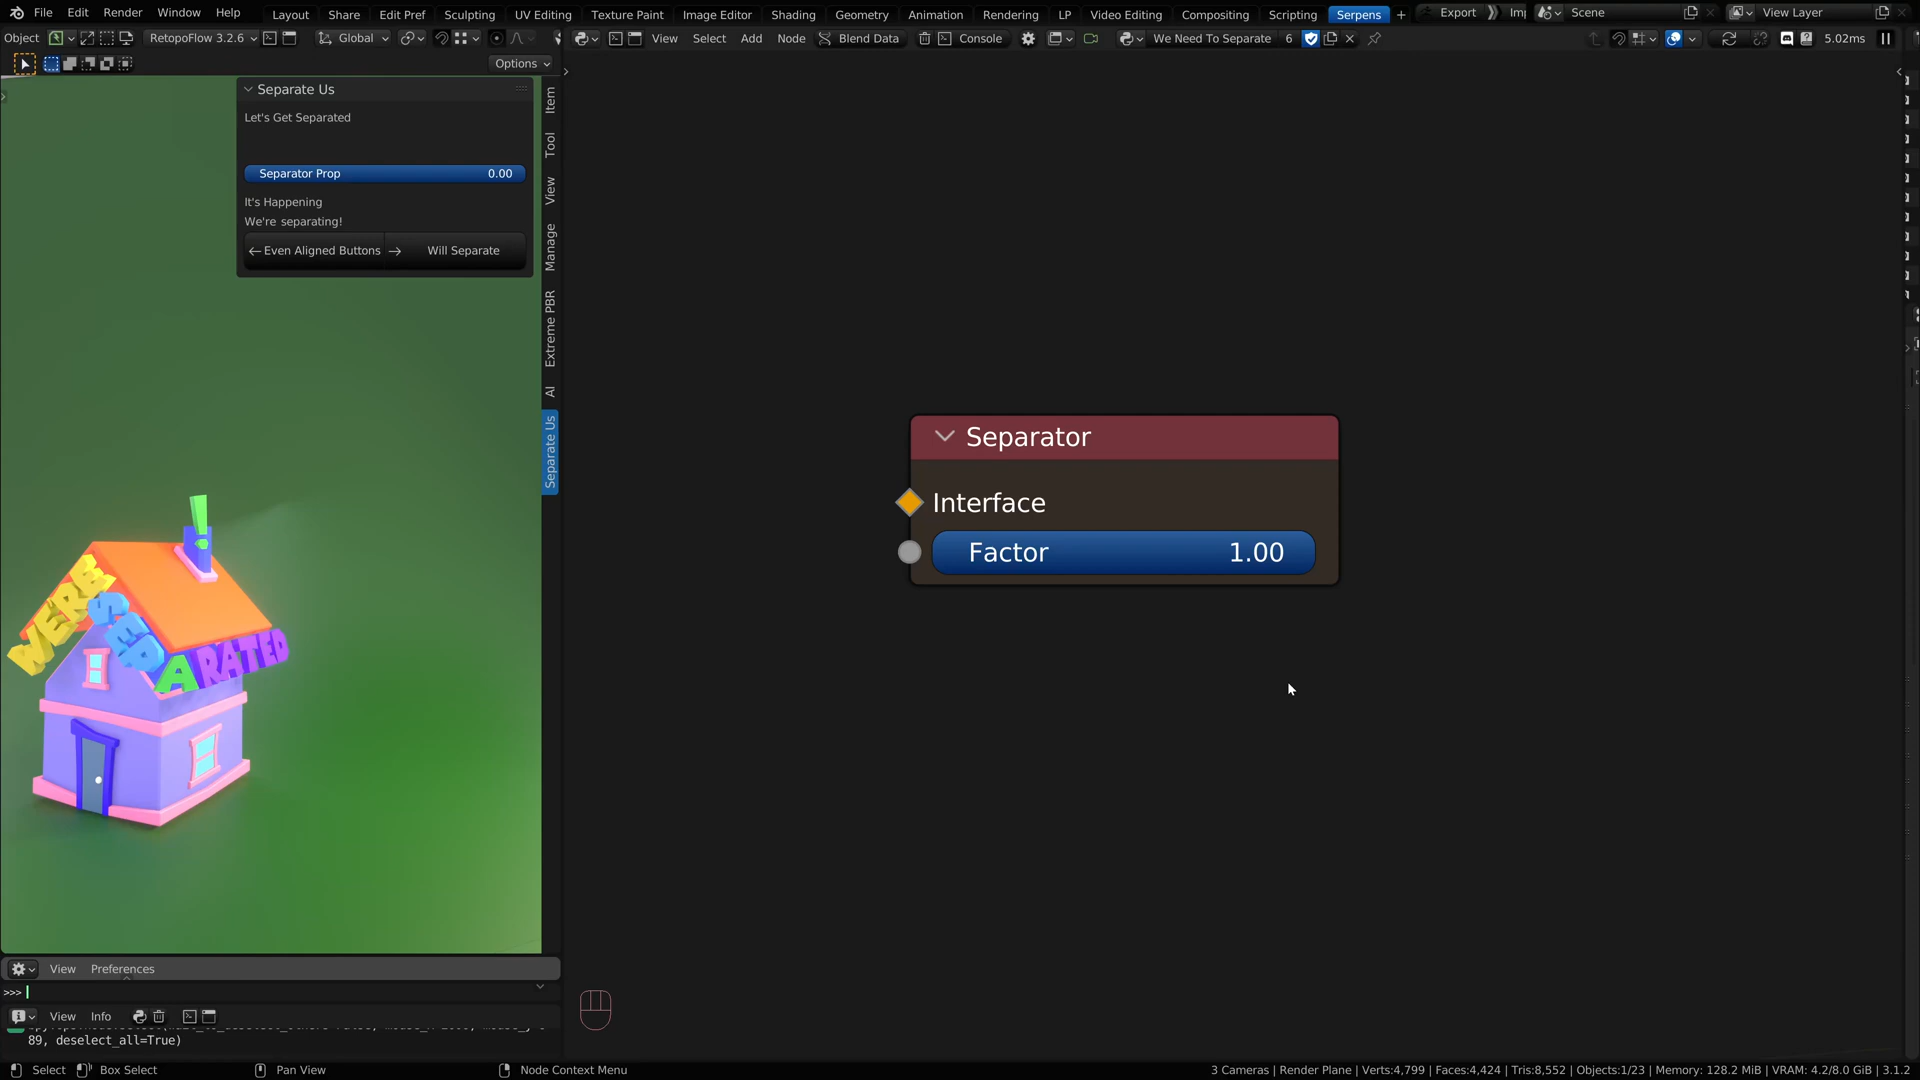 File Edit Render Window Help Layout Share Edit Pref Sculpting UV Editing Texture Paint Image Editor Shading Geometry Animation Rendering LP Video Editing Compositing Scripting Serpens + Export Scene View Layer
Object RetopoFlow 3.2.6 Global View Select Add Node Blend Data Console We Need To Separate 6 5.02ms
Options
Separate Us
Let's Get Separated
Separator Prop 0.00
It's Happening
We're separating!
Even Aligned Buttons Will Separate
Item
Tool
View
Manage
Extreme PBR
AI
Separate Us
Separator
Interface
Factor 1.00
!
WERE
SEP
ARATED
View Preferences
>>>
View Info
89, deselect_all=True)
Select Box Select Pan View Node Context Menu 3 Cameras | Render Plane | Verts:4,799 | Faces:4,424 | Tris:8,552 | Objects:1/23 | Memory: 128.2 MiB | VRAM: 4.2/8.0 GiB | 3.1.2